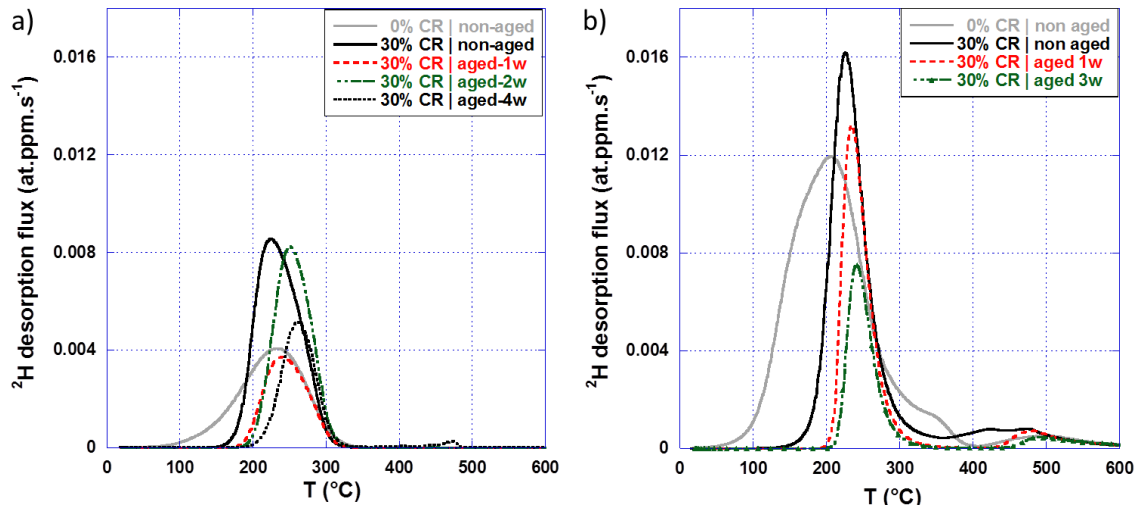 a)
0% CR | non-aged
30% CR | non-aged
30% CR | aged-1w
30% CR | aged-2w
30% CR | aged-4w
0.016
0.012
0.008
0.004
0
²H desorption flux (at.ppm.s⁻¹)
0 100 200 300 400 500 600
T (°C)
b)
0% CR | non aged
30% CR | non aged
30% CR | aged 1w
30% CR | aged 3w
0.016
0.012
0.008
0.004
0
²H desorption flux (at.ppm.s⁻¹)
0 100 200 300 400 500 600
T (°C)